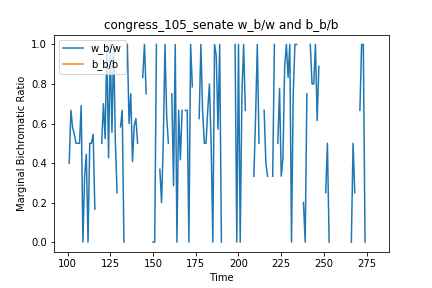 congress_105_senate w_b/w and b_b/b
w_b/w
b_b/b
Marginal Bichromatic Ratio
1.0
0.8
0.6
0.4
0.2
0.0
100 125 150 175 200 225 250 275
Time